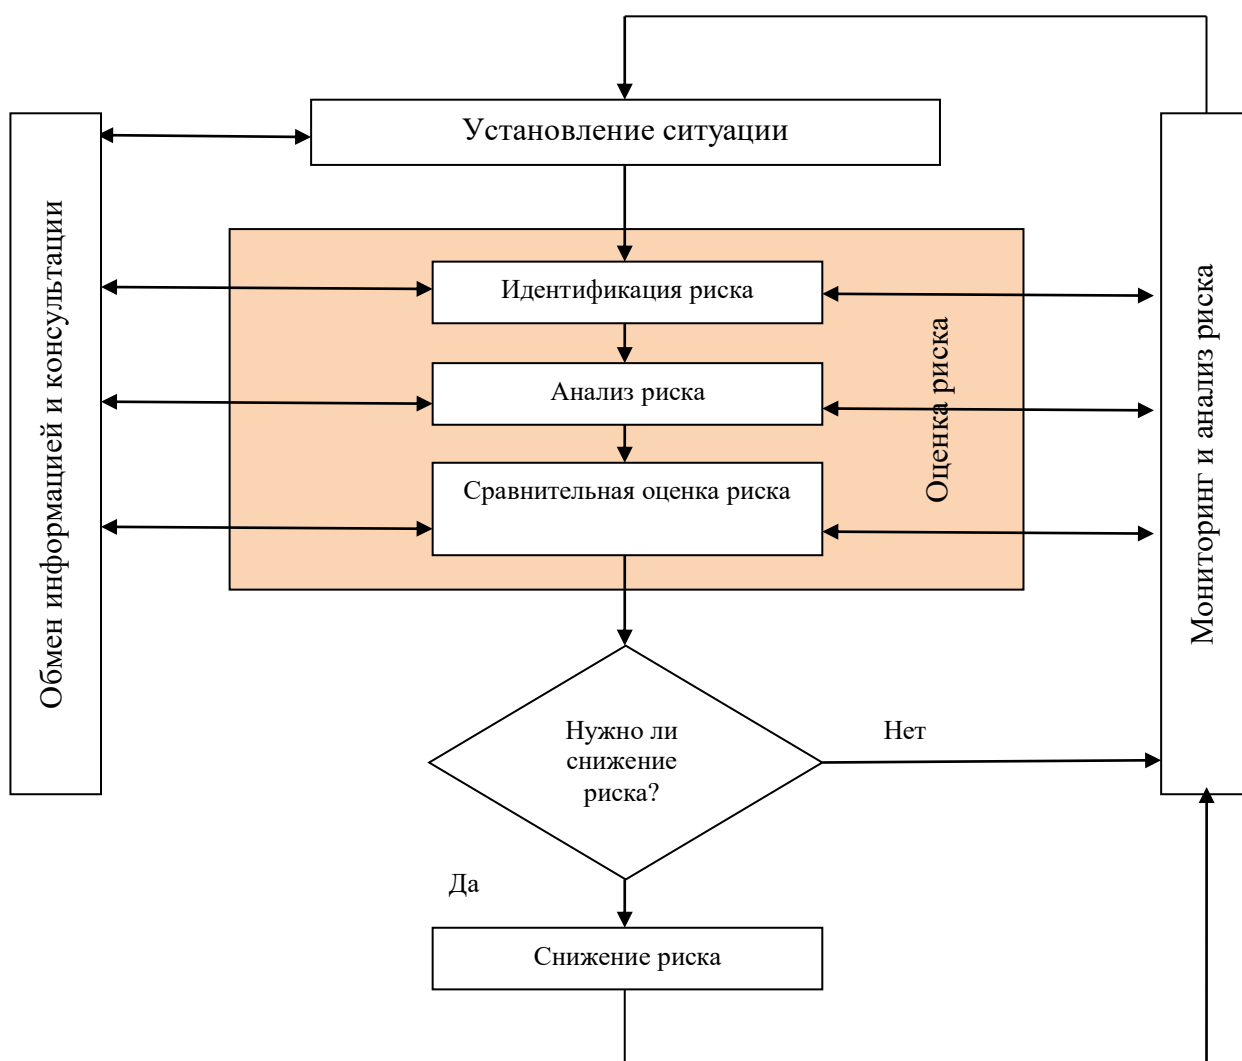 Установление ситуации
Обмен информацией и консультации
Идентификация риска
Анализ риска
Сравнительная оценка риска
Оценка риска
Мониторинг и анализ риска
Нужно ли
снижение
риска?
Нет
Да
Снижение риска